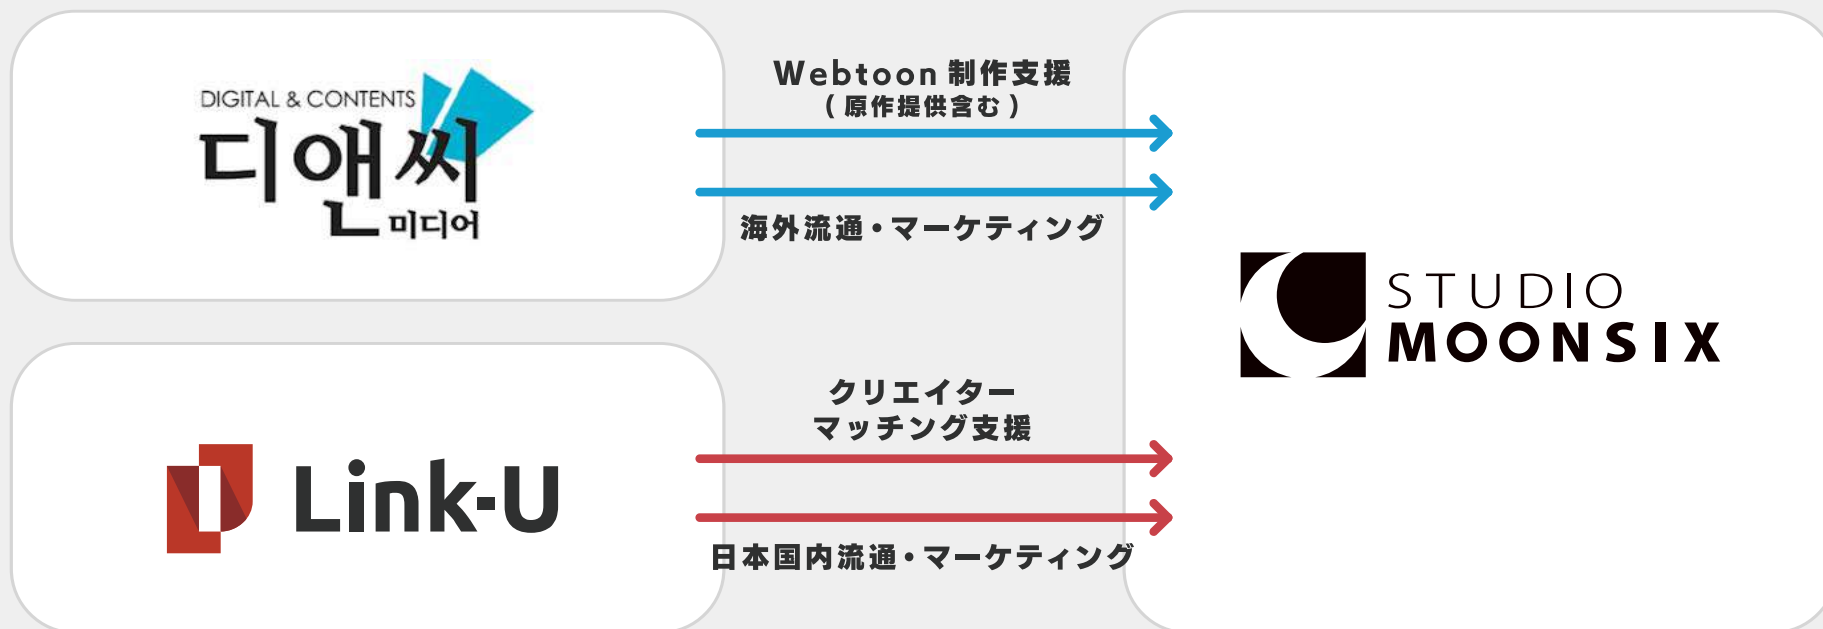 DIGITAL & CONTENTS
디앤씨
미디어
Webtoon 制作支援
(原作提供含む)
海外流通・マーケティング
STUDIO
MOONSIX
Link-U
クリエイター
マッチング支援
日本国内流通・マーケティング